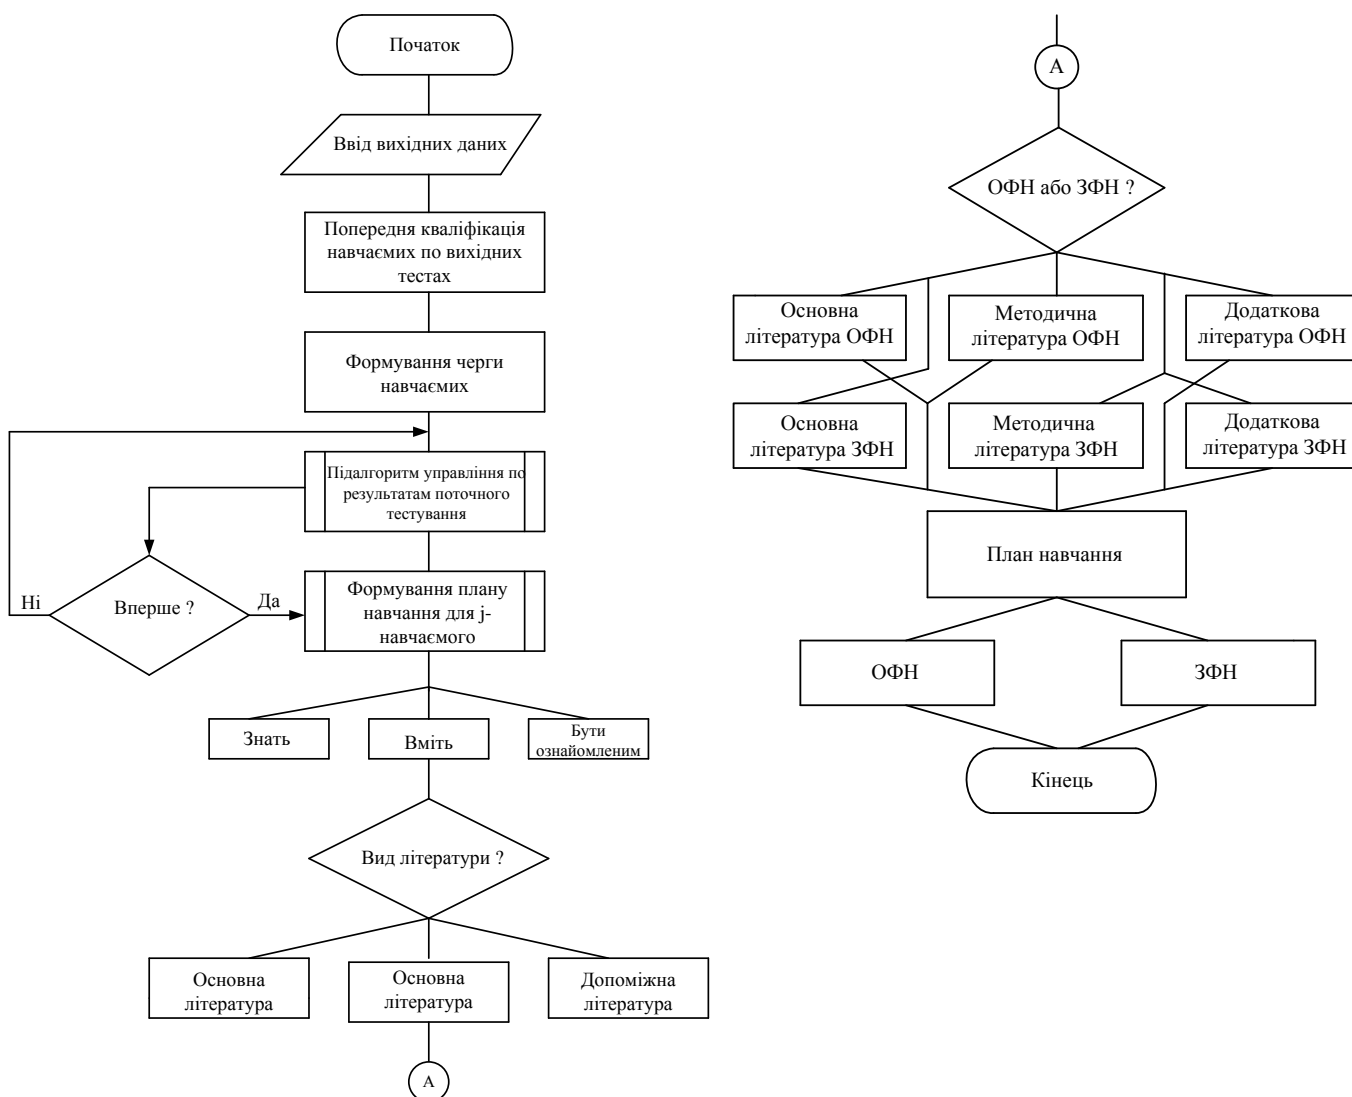 Початок
Ввід вихідних даних
Попередня кваліфікація
навчаємих по вихідних
тестах
Формування черги
навчаємих
Підалгоритм управління по
результатам поточного
тестування
Ні
Вперше ?
Да
Формування плану
навчання для j-
навчаємого
Знать
Вміть
Бути
ознайомленим
Вид літератури ?
Основна
література
Основна
література
Допоміжна
література
А
А
ОФН або ЗФН ?
Основна
література ОФН
Методична
література ОФН
Додаткова
література ОФН
Основна
література ЗФН
Методична
література ЗФН
Додаткова
література ЗФН
План навчання
ОФН
ЗФН
Кінець